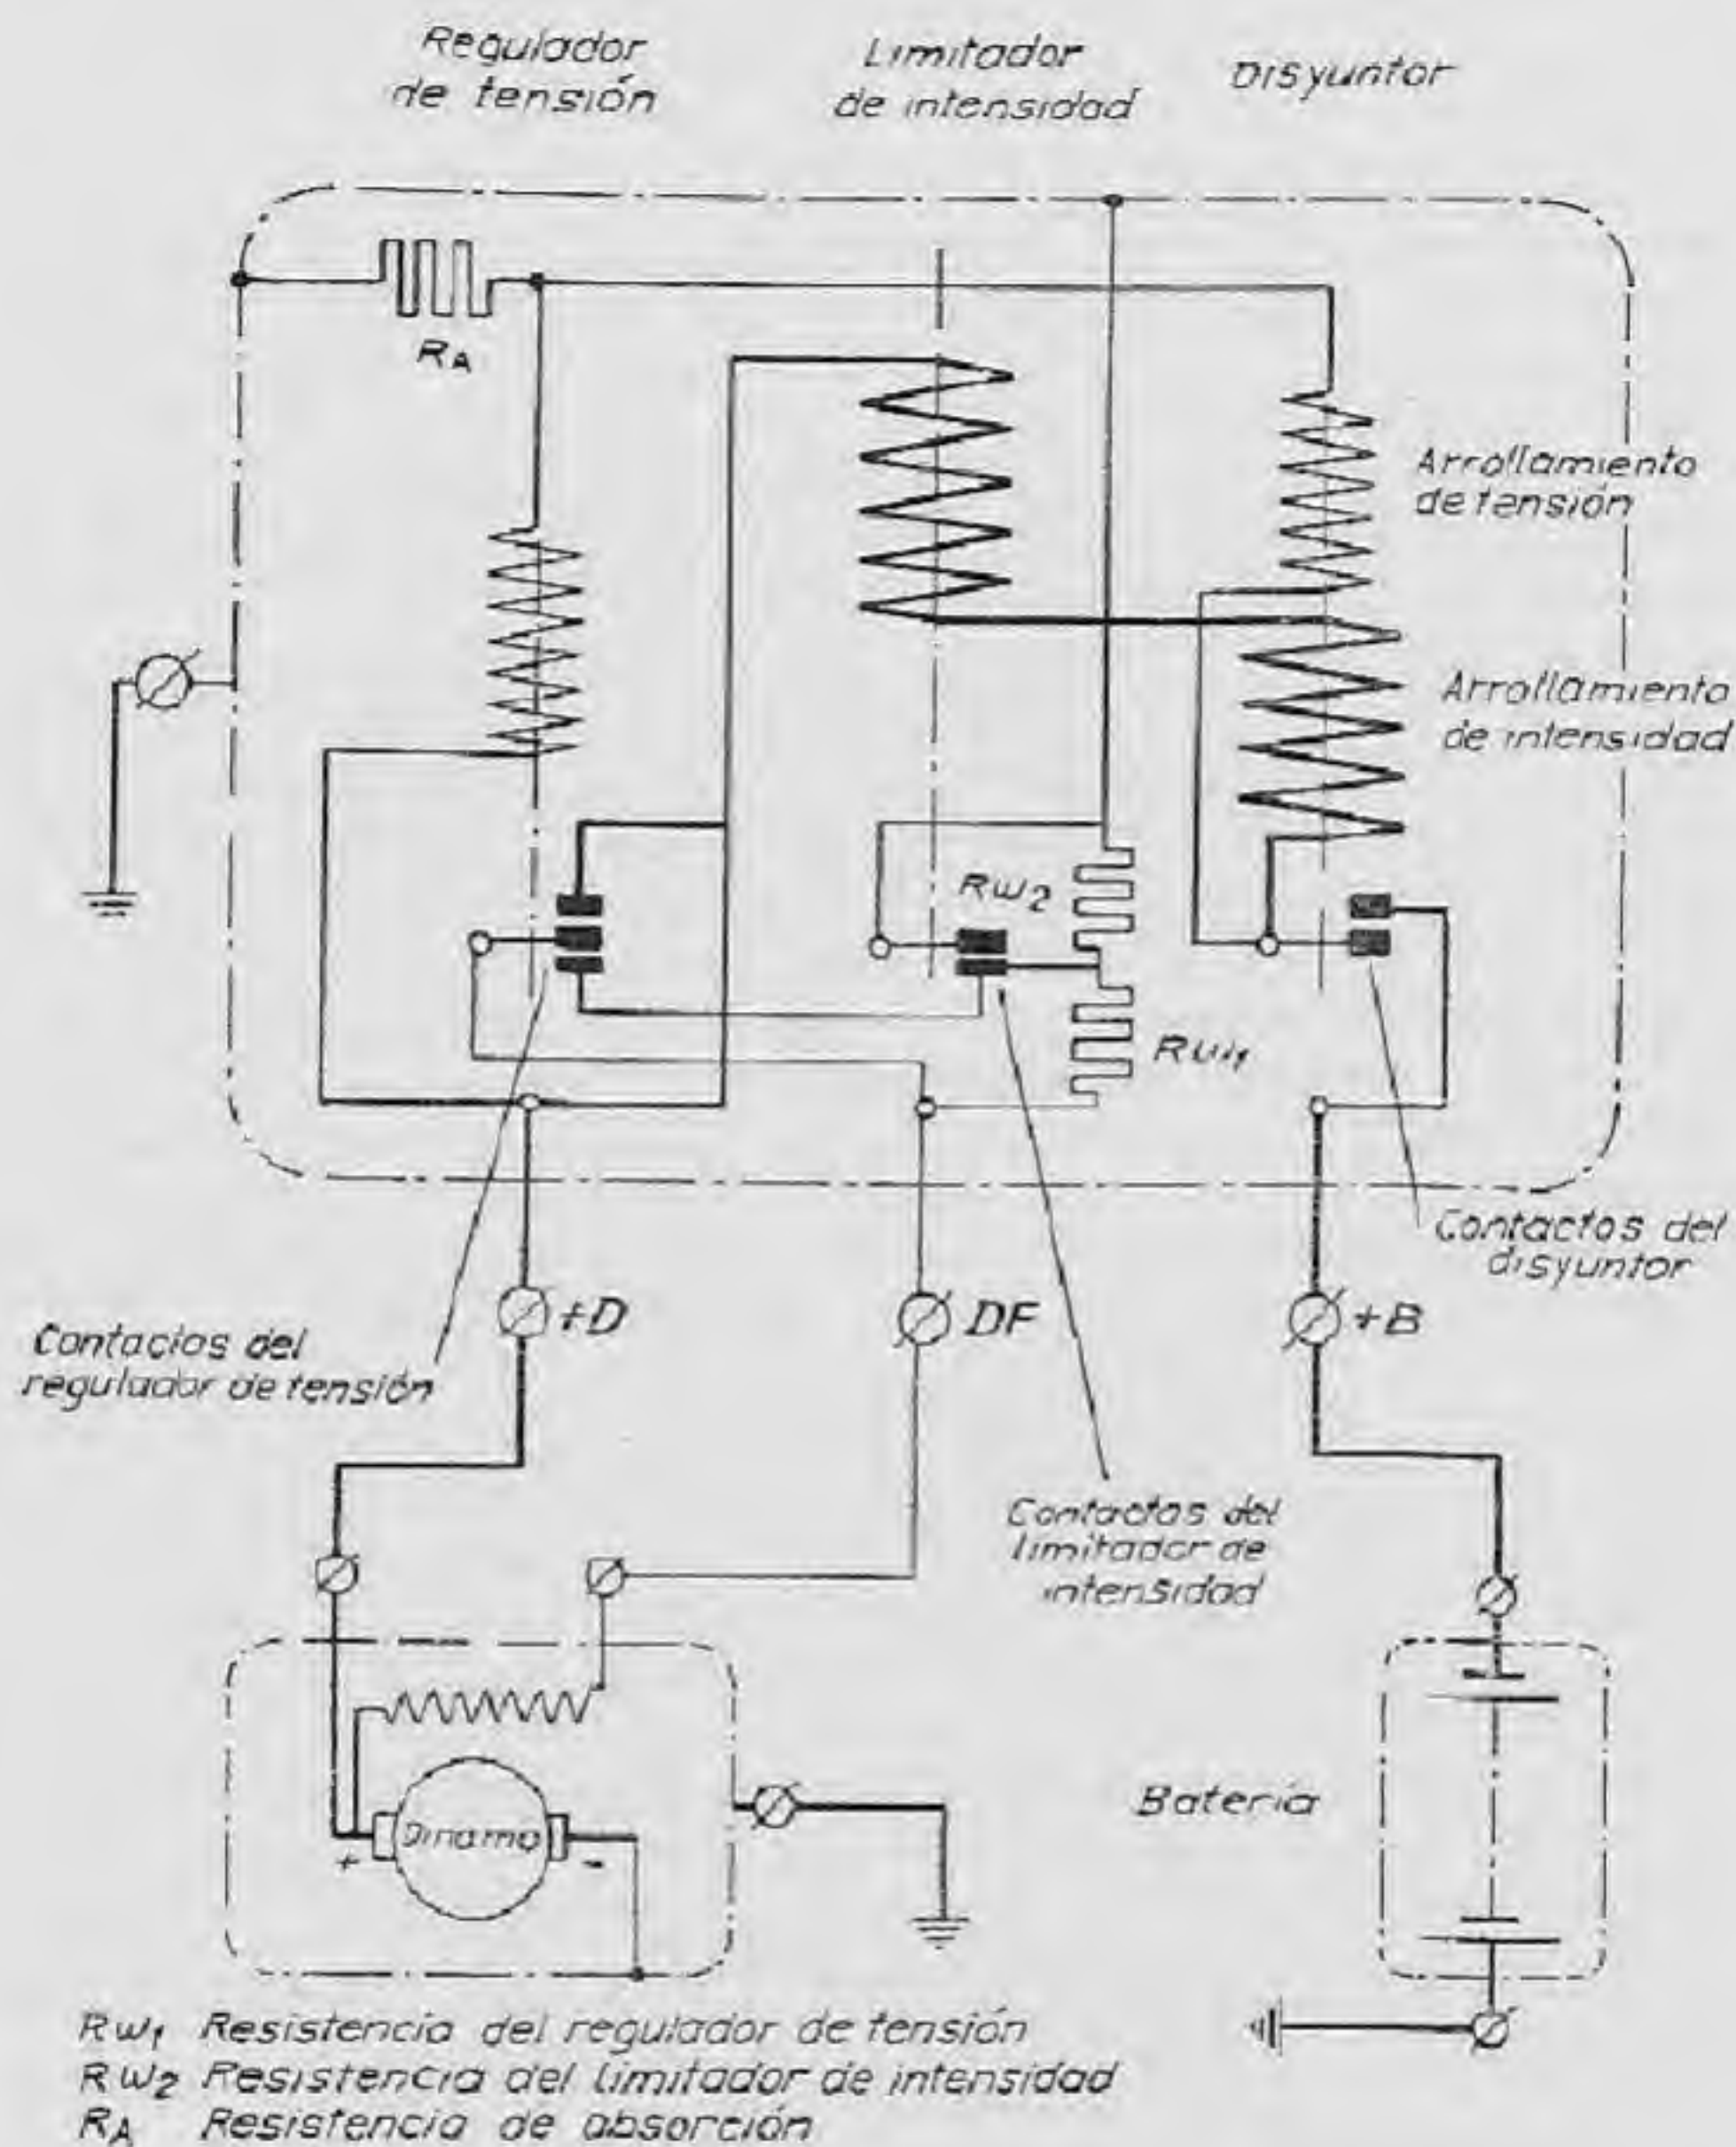 Regulador
de tensión
Limitador
de intensidad
Disyuntor
RA
Arrollamiento
de tensión
Arrollamiento
de intensidad
RW2
RW1
Contactos del
disyuntor
+D
DF
+B
Contactos del
regulador de tensión
Contactos del
limitador de
intensidad
Dinamo
+
-
Batería
RW1 Resistencia del regulador de tensión
RW2 Resistencia del limitador de intensidad
RA Resistencia de absorción